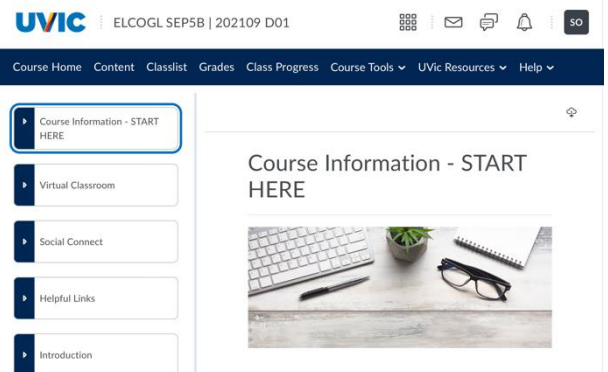 UVIC ELCOGL SEP5B | 202109 D01 SO
Course Home Content Classlist Grades Class Progress Course Tools UVic Resources Help
Course Information - START
HERE
Virtual Classroom
Social Connect
Helpful Links
Introduction
Course Information - START
HERE